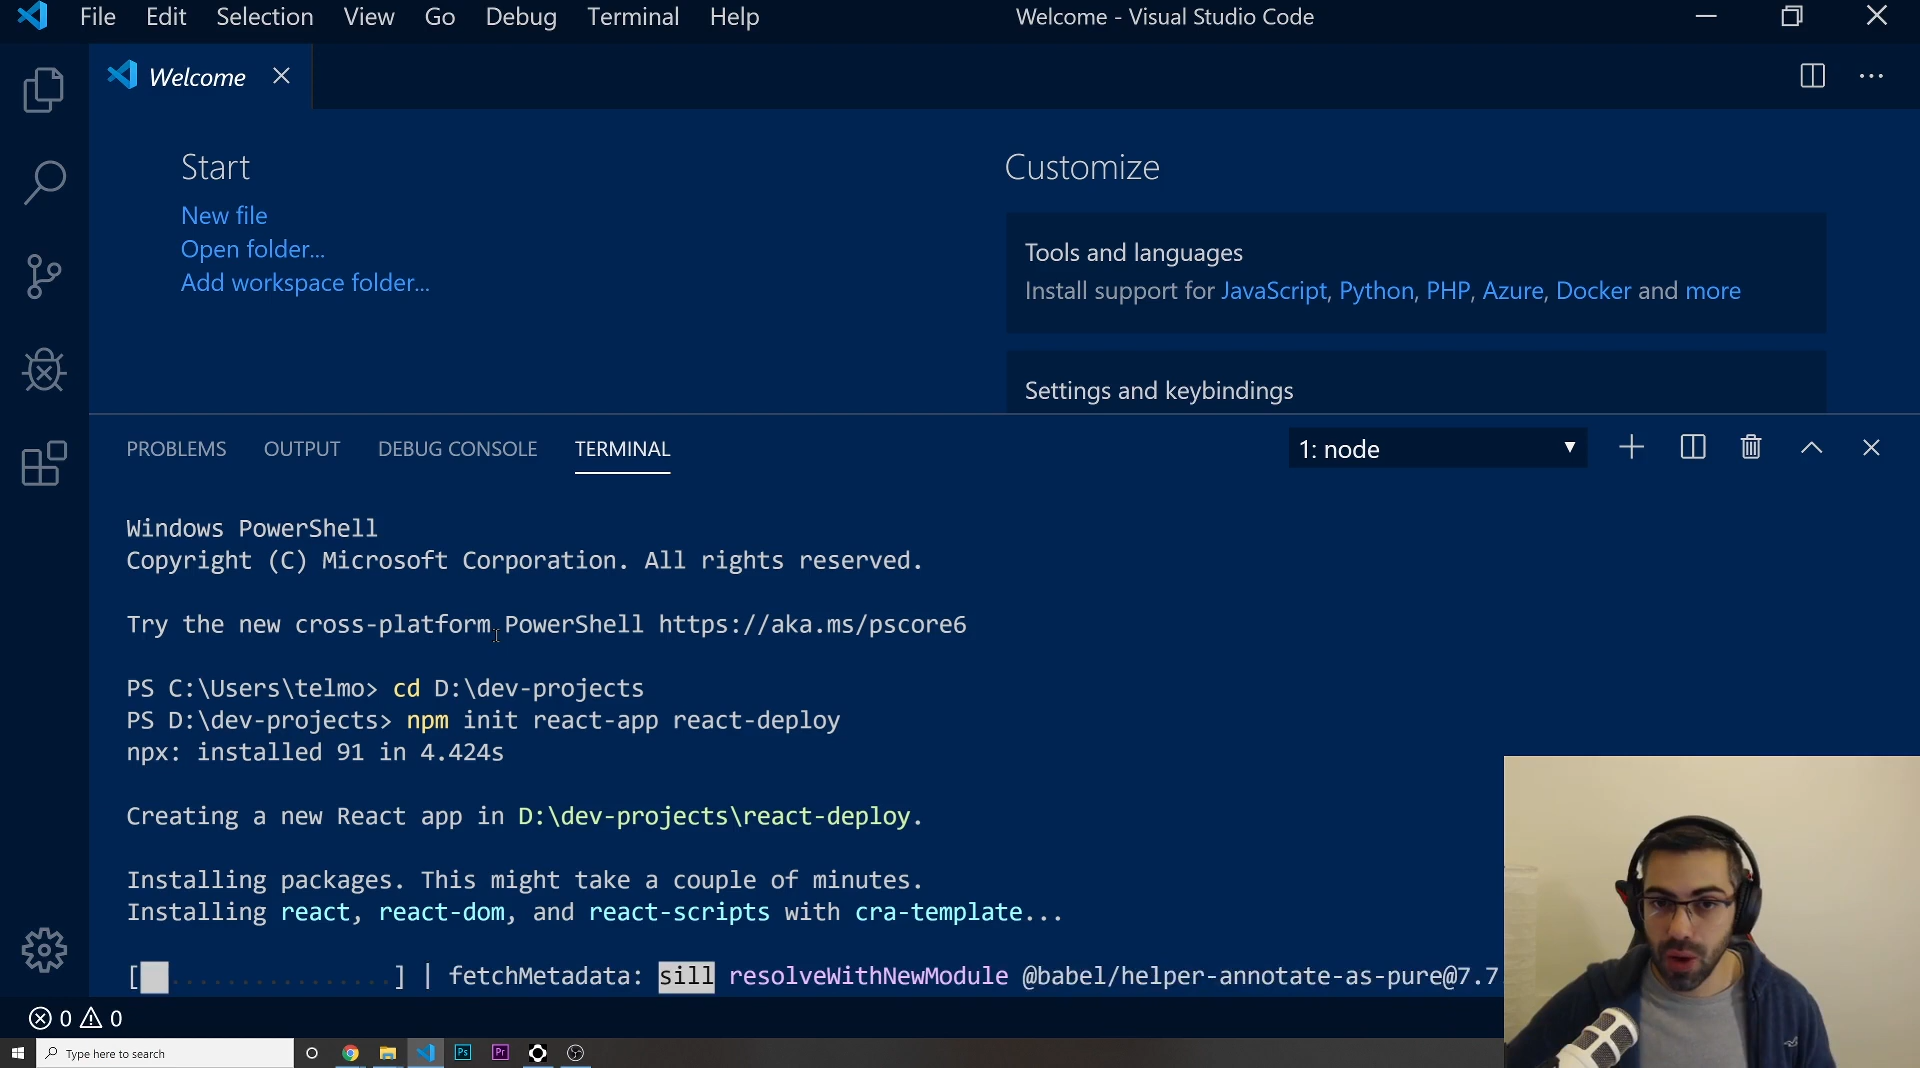 File Edit Selection View Go Debug Terminal Help
Welcome - Visual Studio Code
Welcome
Start
New file
Open folder...
Add workspace folder...
Customize
Tools and languages
Install support for JavaScript, Python, PHP, Azure, Docker and more
Settings and keybindings
PROBLEMS OUTPUT DEBUG CONSOLE TERMINAL
1: node
Windows PowerShell
Copyright (C) Microsoft Corporation. All rights reserved.
Try the new cross-platform PowerShell https://aka.ms/pscore6
PS C:\Users\telmo> cd D:\dev-projects
PS D:\dev-projects> npm init react-app react-deploy
npx: installed 91 in 4.424s
Creating a new React app in D:\dev-projects\react-deploy.
Installing packages. This might take a couple of minutes.
Installing react, react-dom, and react-scripts with cra-template...
[ ................] | fetchMetadata: sill resolveWithNewModule @babel/helper-annotate-as-pure@7.7.
0 0
Type here to search
Ps Pr